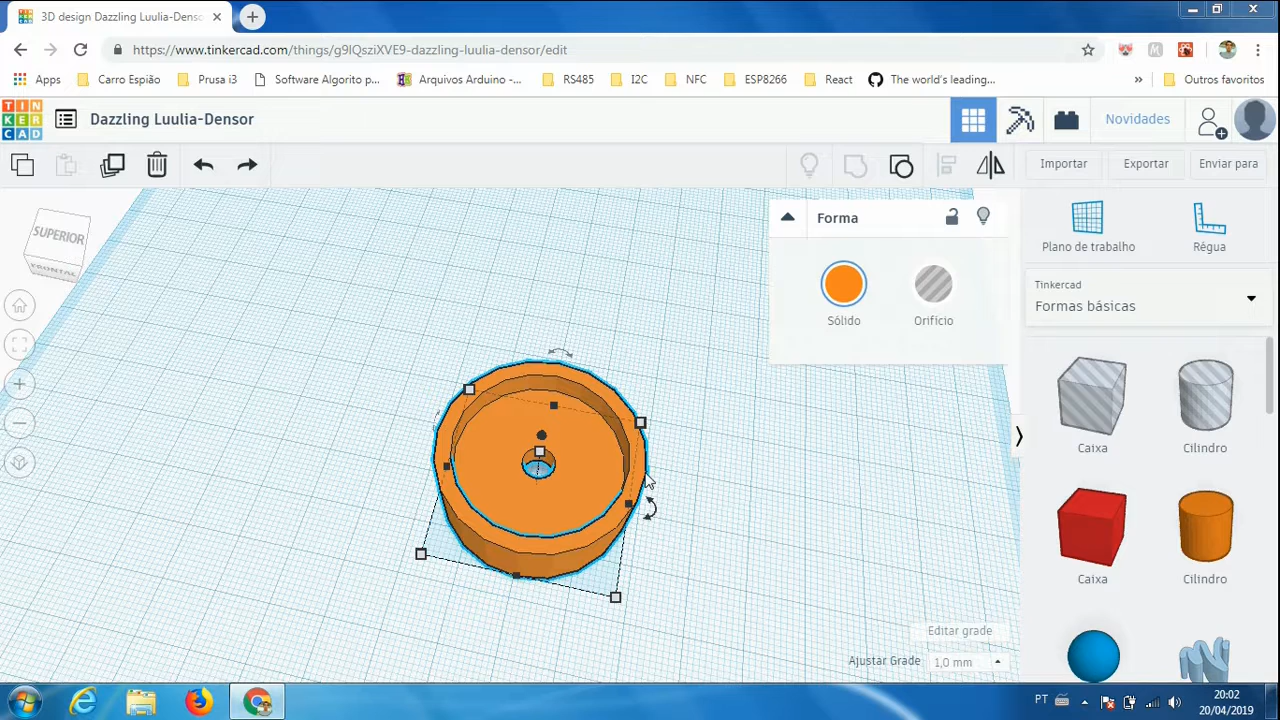 3D design Dazzling Luulia-Denso
https://www.tinkercad.com/things/g9lQsziXVE9-dazzling-luulia-densor/edit
Apps
Carro Espião
Prusa i3
Software Algorito p...
Arquivos Arduino -...
RS485
I2C
NFC
ESP8266
React
The world's leading...
»
Outros favoritos
TIN
KER
CAD
Dazzling Luulia-Densor
Novidades
Importar
Exportar
Enviar para
SUPERIOR
FRONTAL
Forma
Sólido
Orifício
Plano de trabalho
Régua
Tinkercad
Formas básicas
Caixa
Cilindro
Caixa
Cilindro
Editar grade
Ajustar Grade
1,0 mm
PT
20:02
20/04/2019